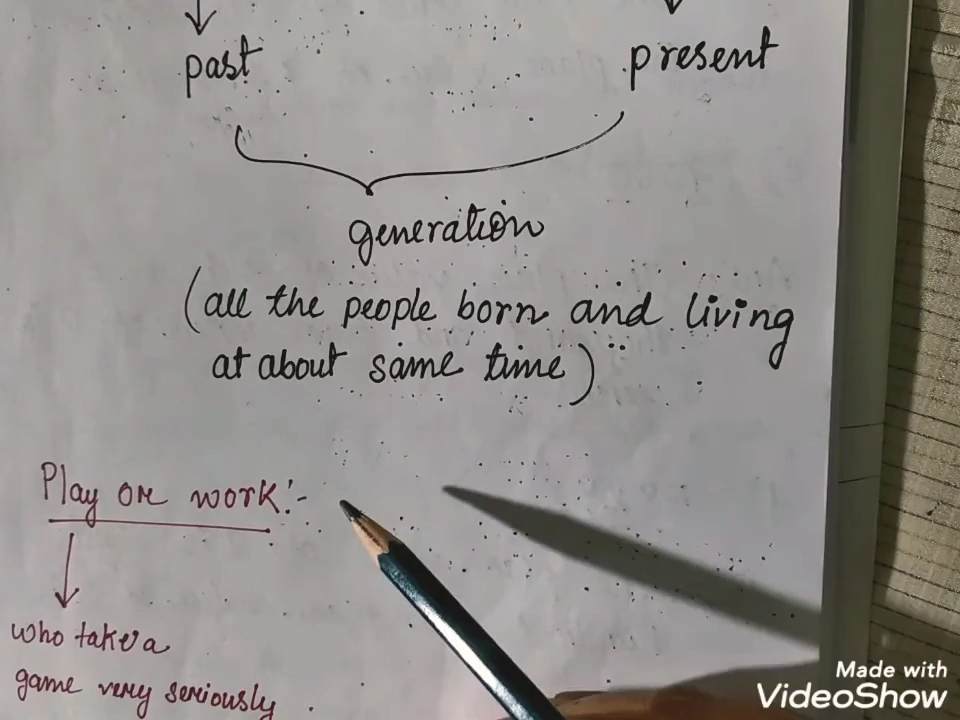 past present
generation
(all the people born and living
at about same time)
Play or work:-
who take a
game very seriously.
Made with
VideoShow